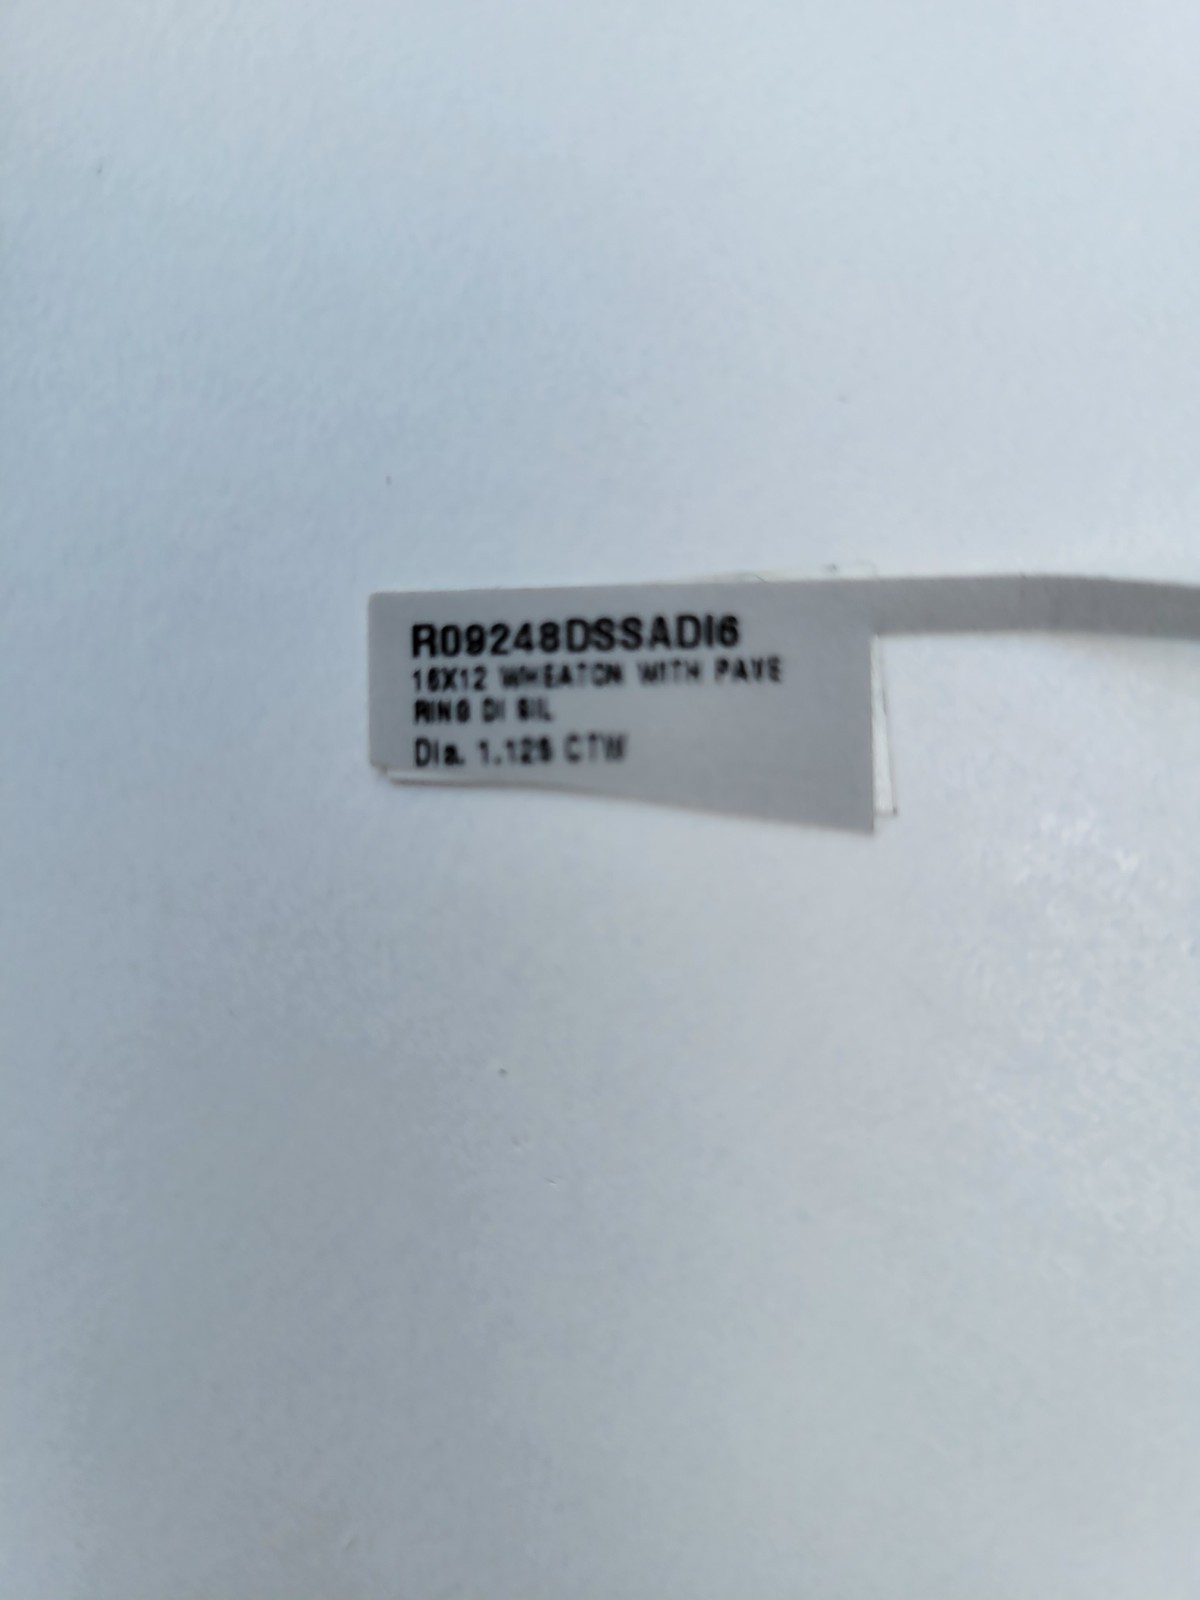 R09248DSSADI6
16X12 WHEATON WITH PAVE
RING DI SIL
Dia. 1.125 CTW